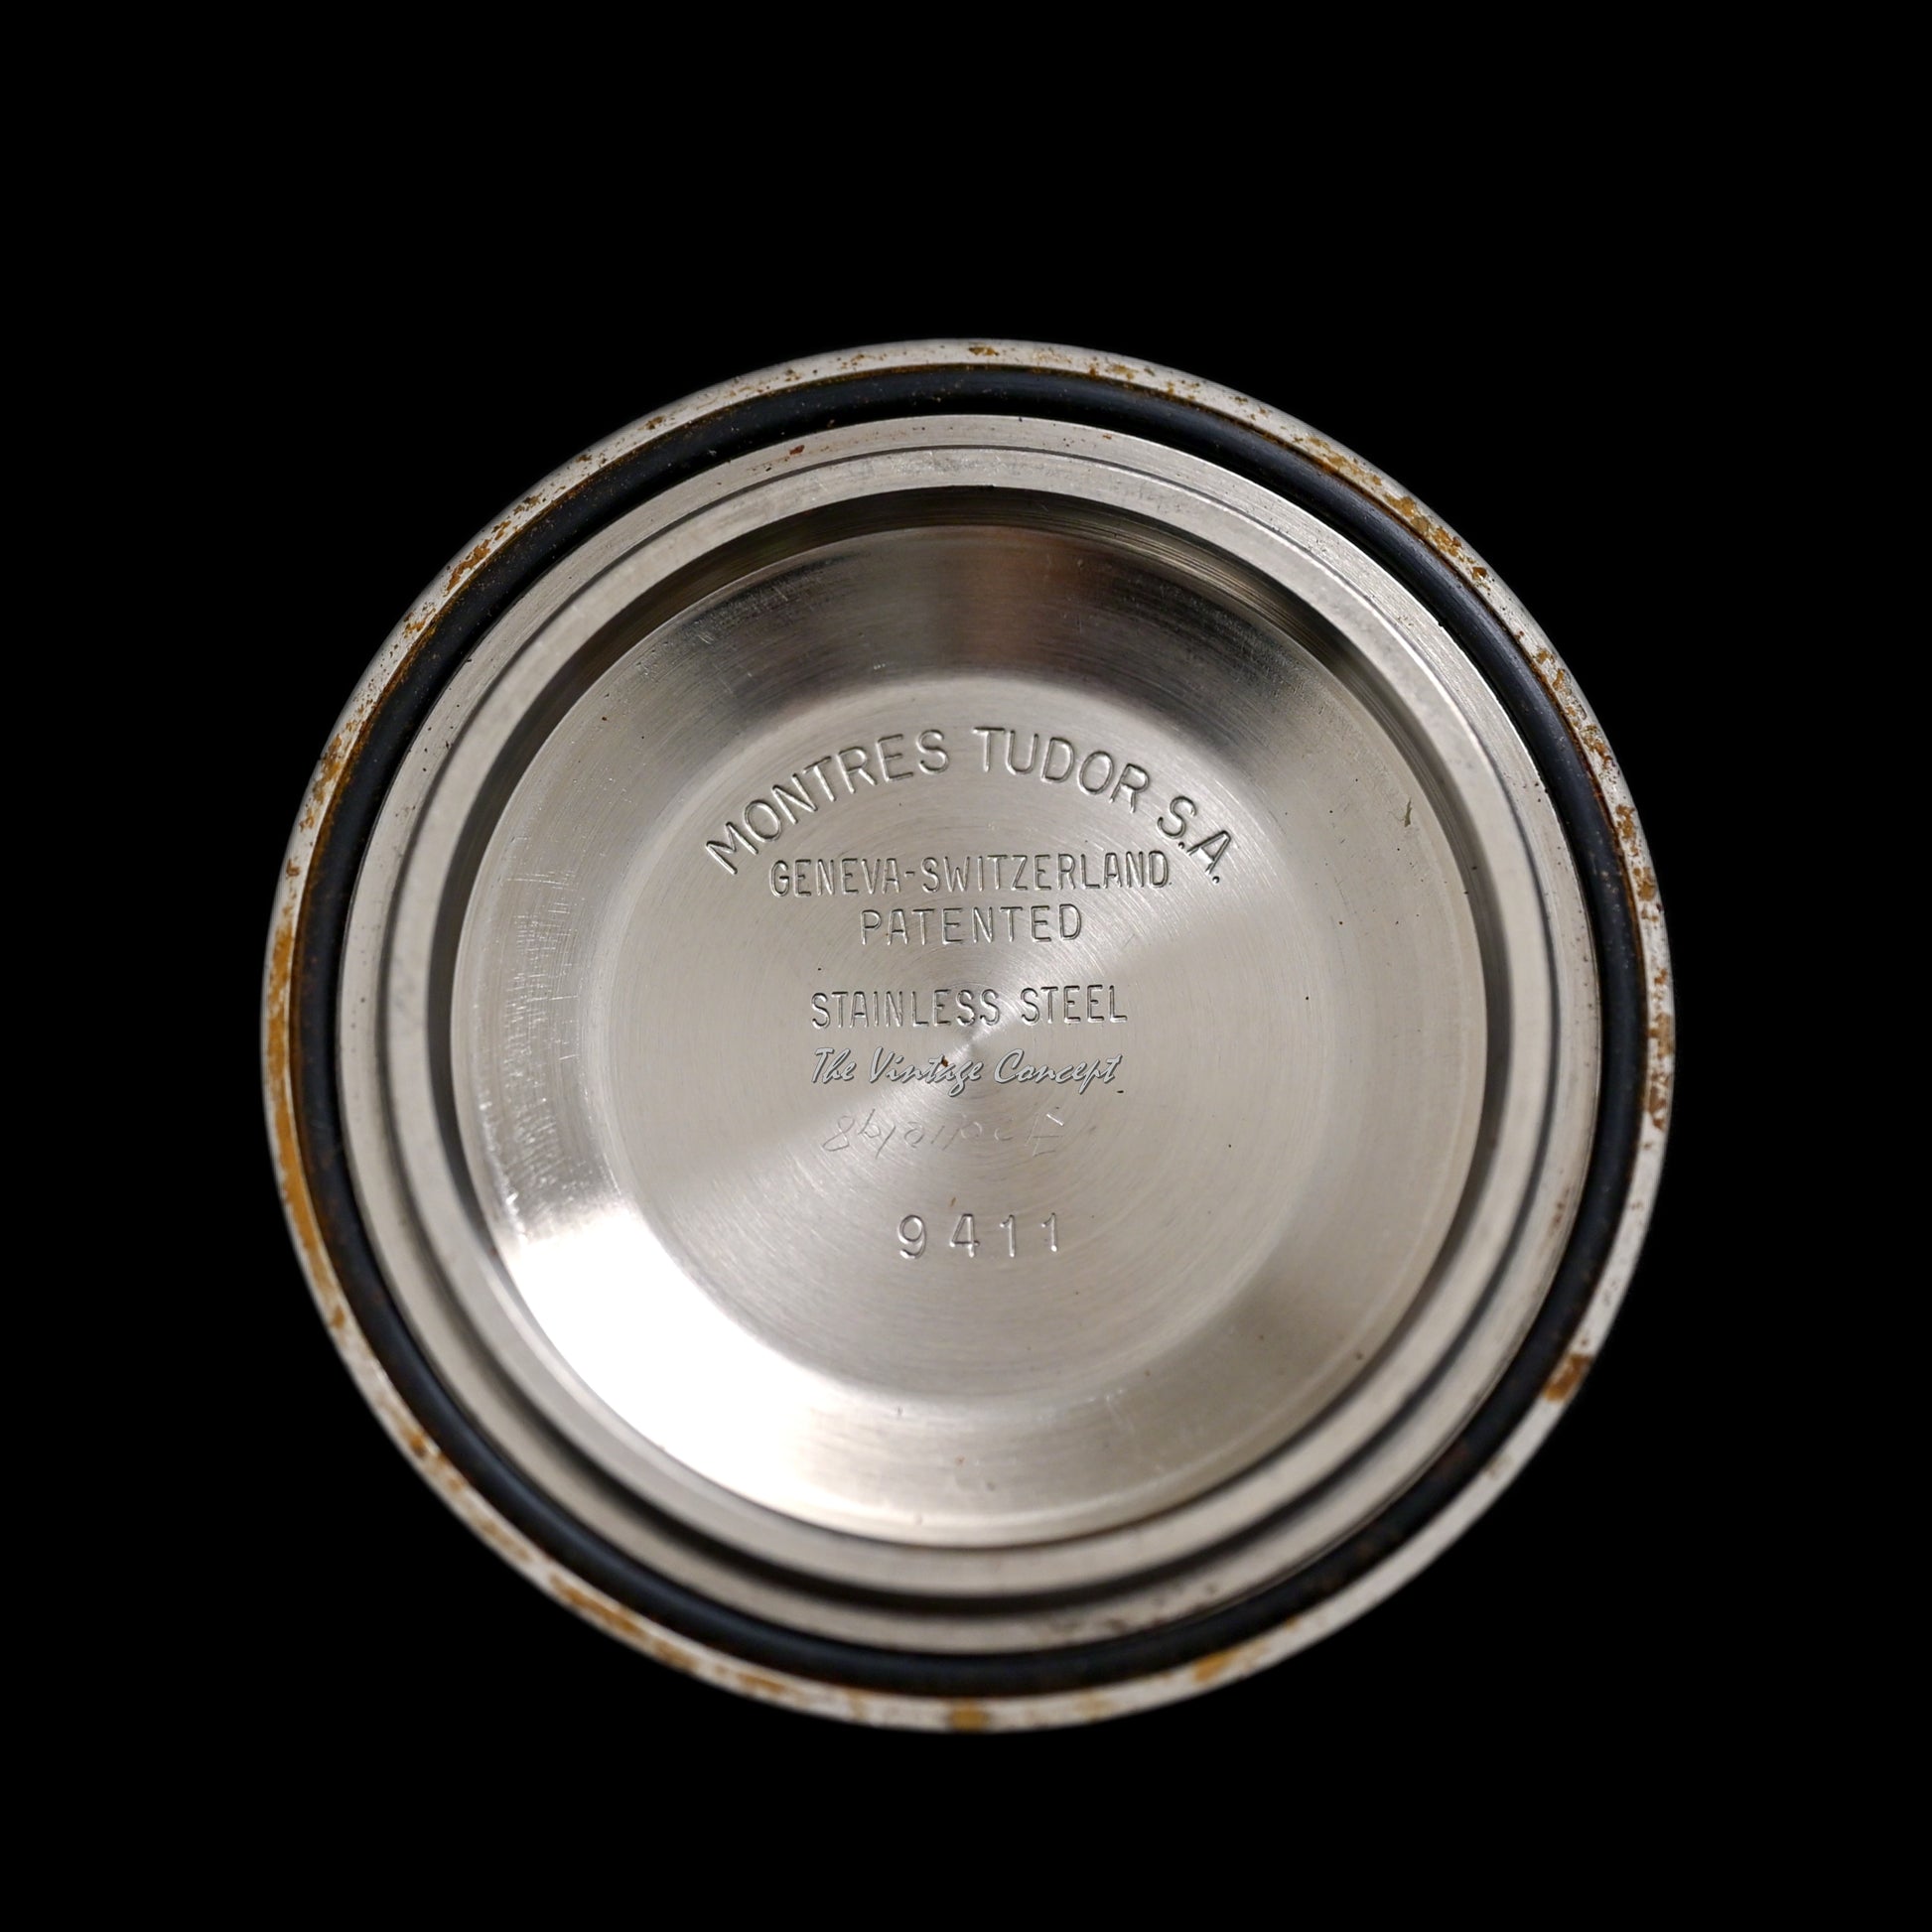 MONTRES TUDOR S.A.
GENEVA-SWITZERLAND
PATENTED
STAINLESS STEEL
The Vintage Concept
9411